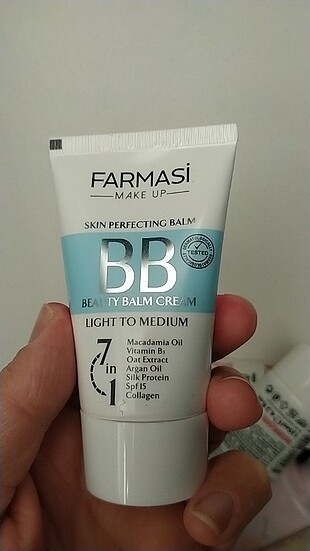 FARMASi
MAKE UP
SKIN PERFECTING BALM
BB
TESTED
BEAUTY BALM CREAM
LIGHT TO MEDIUM
7 in 1
Macadamia Oil
Vitamin B3
Oat Extract
Argan Oil
Silk Protein
Spf 15
Collagen